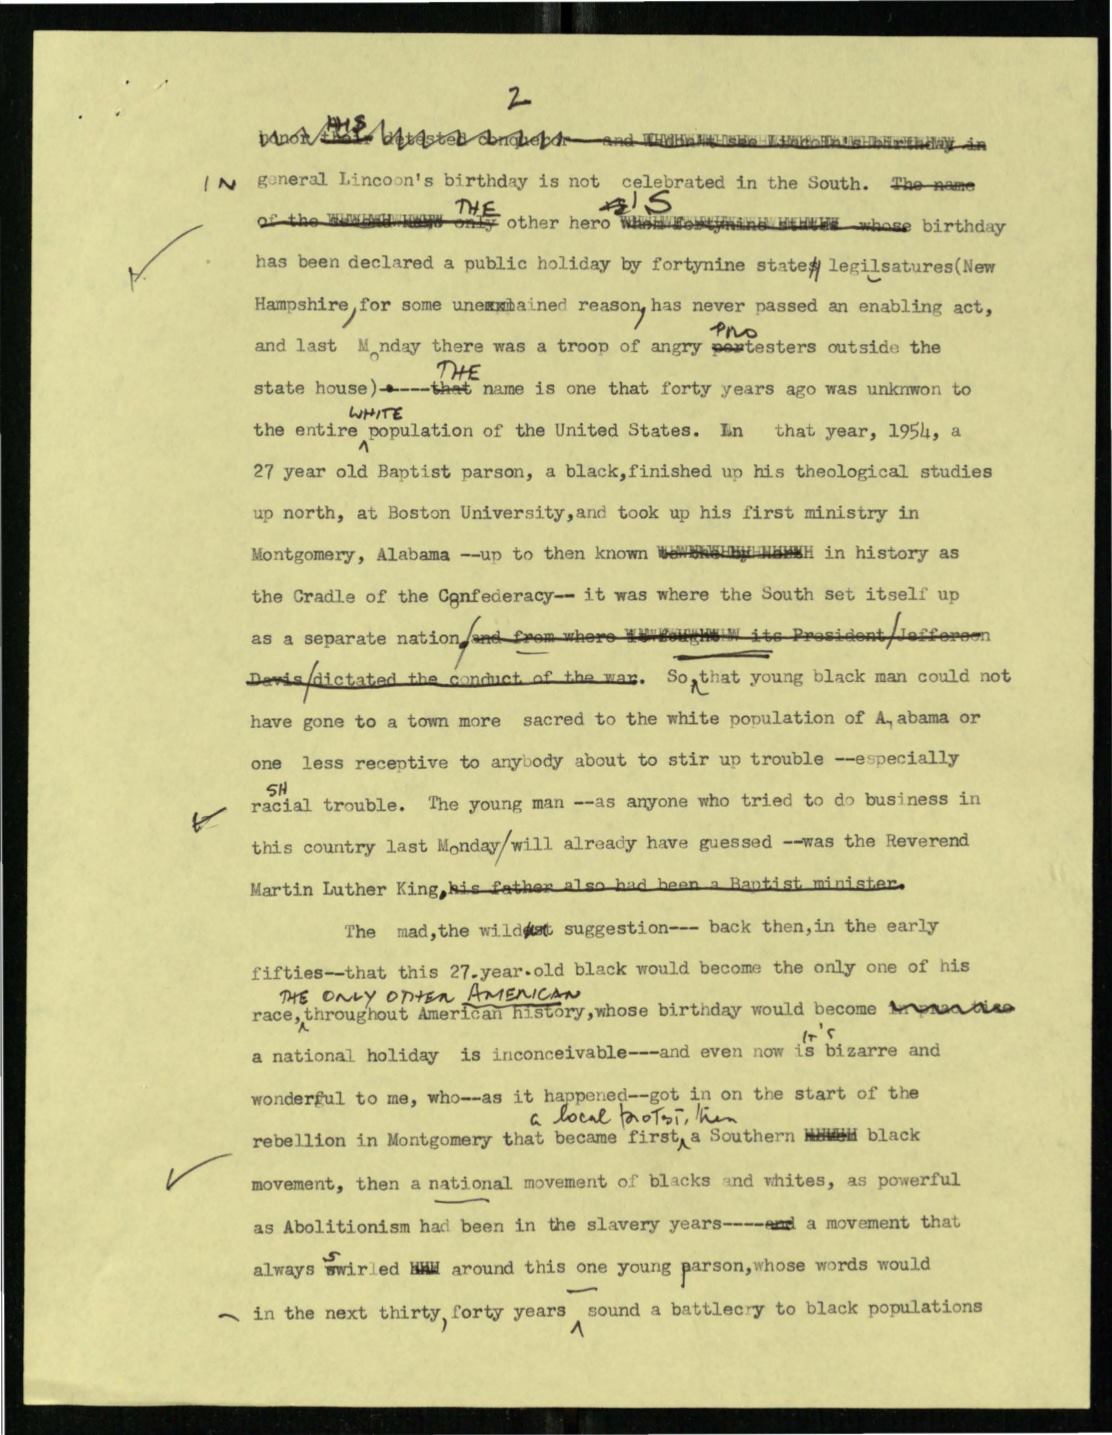 2
HIS
honor their detested conqueror --and in
IN general Lincoon's birthday is not celebrated in the South. The name
THE 'S
of the only other hero whose birthday
has been declared a public holiday by fortynine states legilsatures(New
Hampshire,for some unexxlained reason,has never passed an enabling act,
PRO
and last Monday there was a troop of angry portesters outside the
THE
state house)----that name is one that forty years ago was unknwon to
WHITE
the entire population of the United States. In that year, 1954, a
27 year old Baptist parson, a black,finished up his theological studies
up north, at Boston University,and took up his first ministry in
Montgomery, Alabama --up to then known in history as
the Cradle of the Confederacy-- it was where the South set itself up
as a separate nation,and from where its President/Jefferson
Davis/dictated the conduct of the war. So, that young black man could not
have gone to a town more sacred to the white population of A,abama or
one less receptive to anybody about to stir up trouble --especially
SH
racial trouble. The young man --as anyone who tried to do business in
this country last Monday/will already have guessed --was the Reverend
Martin Luther King,his father also had been a Baptist minister.
The mad,the wildest suggestion--- back then,in the early
fifties--that this 27.year.old black would become the only one of his
THE ONLY OTHER AMERICAN
race, throughout American history,whose birthday would become in practice
IT'S
a national holiday is inconceivable---and even now is bizarre and
wonderful to me, who--as it happened--got in on the start of the
a local protest, then
rebellion in Montgomery that became first, a Southern black
movement, then a national movement of blacks and whites, as powerful
as Abolitionism had been in the slavery years----and a movement that
S
always swirled around this one young parson,whose words would
in the next thirty,forty years sound a battlecry to black populations